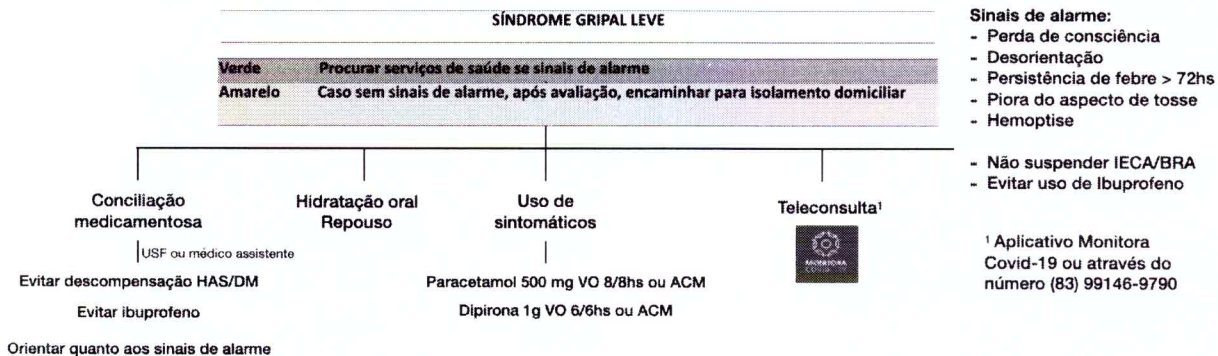 SÍNDROME GRIPAL LEVE
Verde Procurar serviços de saúde se sinais de alarme
Amarelo Caso sem sinais de alarme, após avaliação, encaminhar para isolamento domiciliar
Conciliação
medicamentosa
USF ou médico assistente
Evitar descompensação HAS/DM
Evitar ibuprofeno
Orientar quanto aos sinais de alarme
Hidratação oral
Repouso
Uso de
sintomáticos
Paracetamol 500 mg VO 8/8hs ou ACM
Dipirona 1g VO 6/6hs ou ACM
Teleconsulta¹
MONITORA
COVID
Sinais de alarme:
- Perda de consciência
- Desorientação
- Persistência de febre > 72hs
- Piora do aspecto de tosse
- Hemoptise
- Não suspender IECA/BRA
- Evitar uso de Ibuprofeno
¹ Aplicativo Monitora
Covid-19 ou através do
número (83) 99146-9790